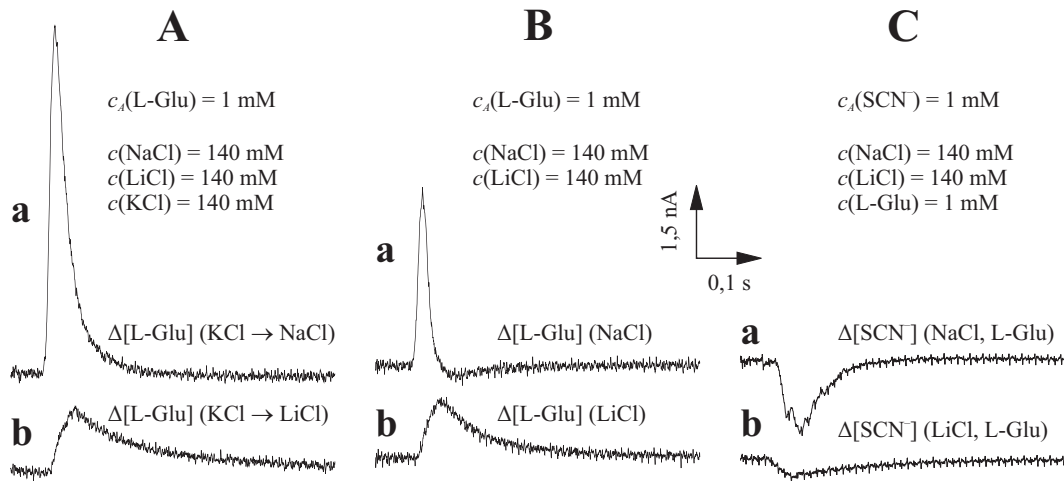 A
c_A(L-Glu) = 1 mM
c(NaCl) = 140 mM
c(LiCl) = 140 mM
c(KCl) = 140 mM
a
Δ[L-Glu] (KCl → NaCl)
b
Δ[L-Glu] (KCl → LiCl)
B
c_A(L-Glu) = 1 mM
c(NaCl) = 140 mM
c(LiCl) = 140 mM
a
Δ[L-Glu] (NaCl)
b
Δ[L-Glu] (LiCl)
1,5 nA
0,1 s
C
c_A(SCN⁻) = 1 mM
c(NaCl) = 140 mM
c(LiCl) = 140 mM
c(L-Glu) = 1 mM
a
Δ[SCN⁻] (NaCl, L-Glu)
b
Δ[SCN⁻] (LiCl, L-Glu)